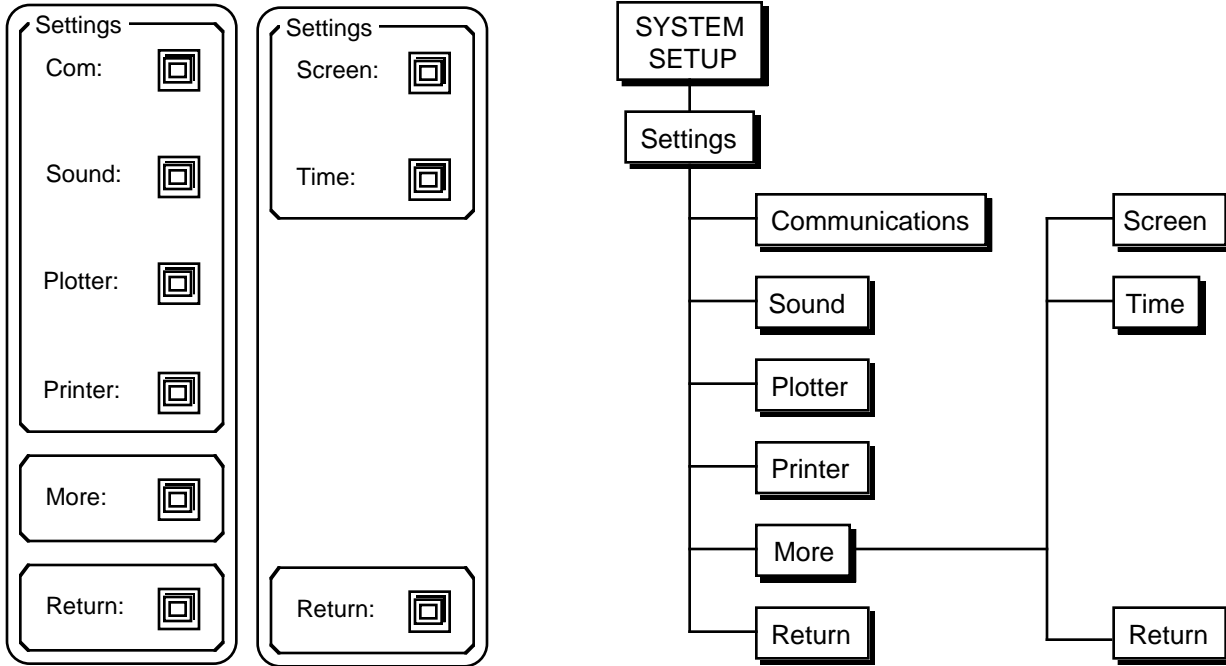 Settings
Com:
Sound:
Plotter:
Printer:
More:
Return:
Settings
Screen:
Time:
Return:
SYSTEM
SETUP
Settings
Communications
Sound
Plotter
Printer
More
Return
Screen
Time
Return